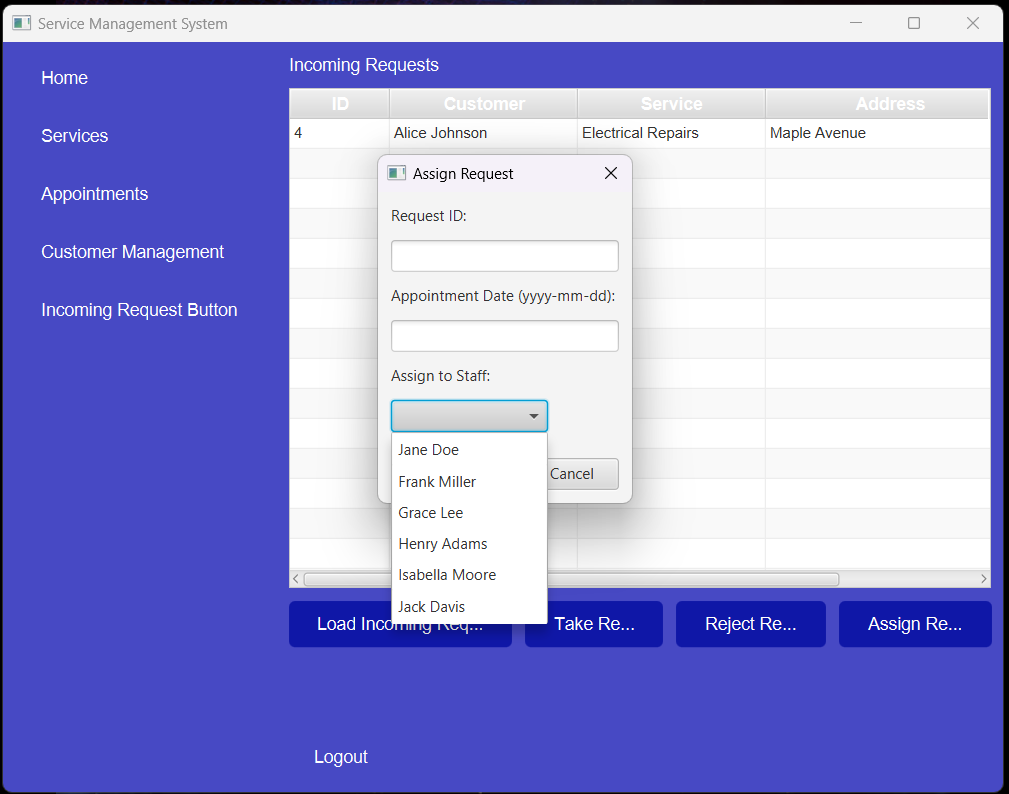 Service Management System
Home
Services
Appointments
Customer Management
Incoming Request Button
Incoming Requests
ID Customer Service Address
4 Alice Johnson Electrical Repairs Maple Avenue
Assign Request
Request ID:
Appointment Date (yyyy-mm-dd):
Assign to Staff:
Jane Doe
Frank Miller
Grace Lee
Henry Adams
Isabella Moore
Jack Davis
Cancel
Load Incoming Req... Take Re... Reject Re... Assign Re...
Logout